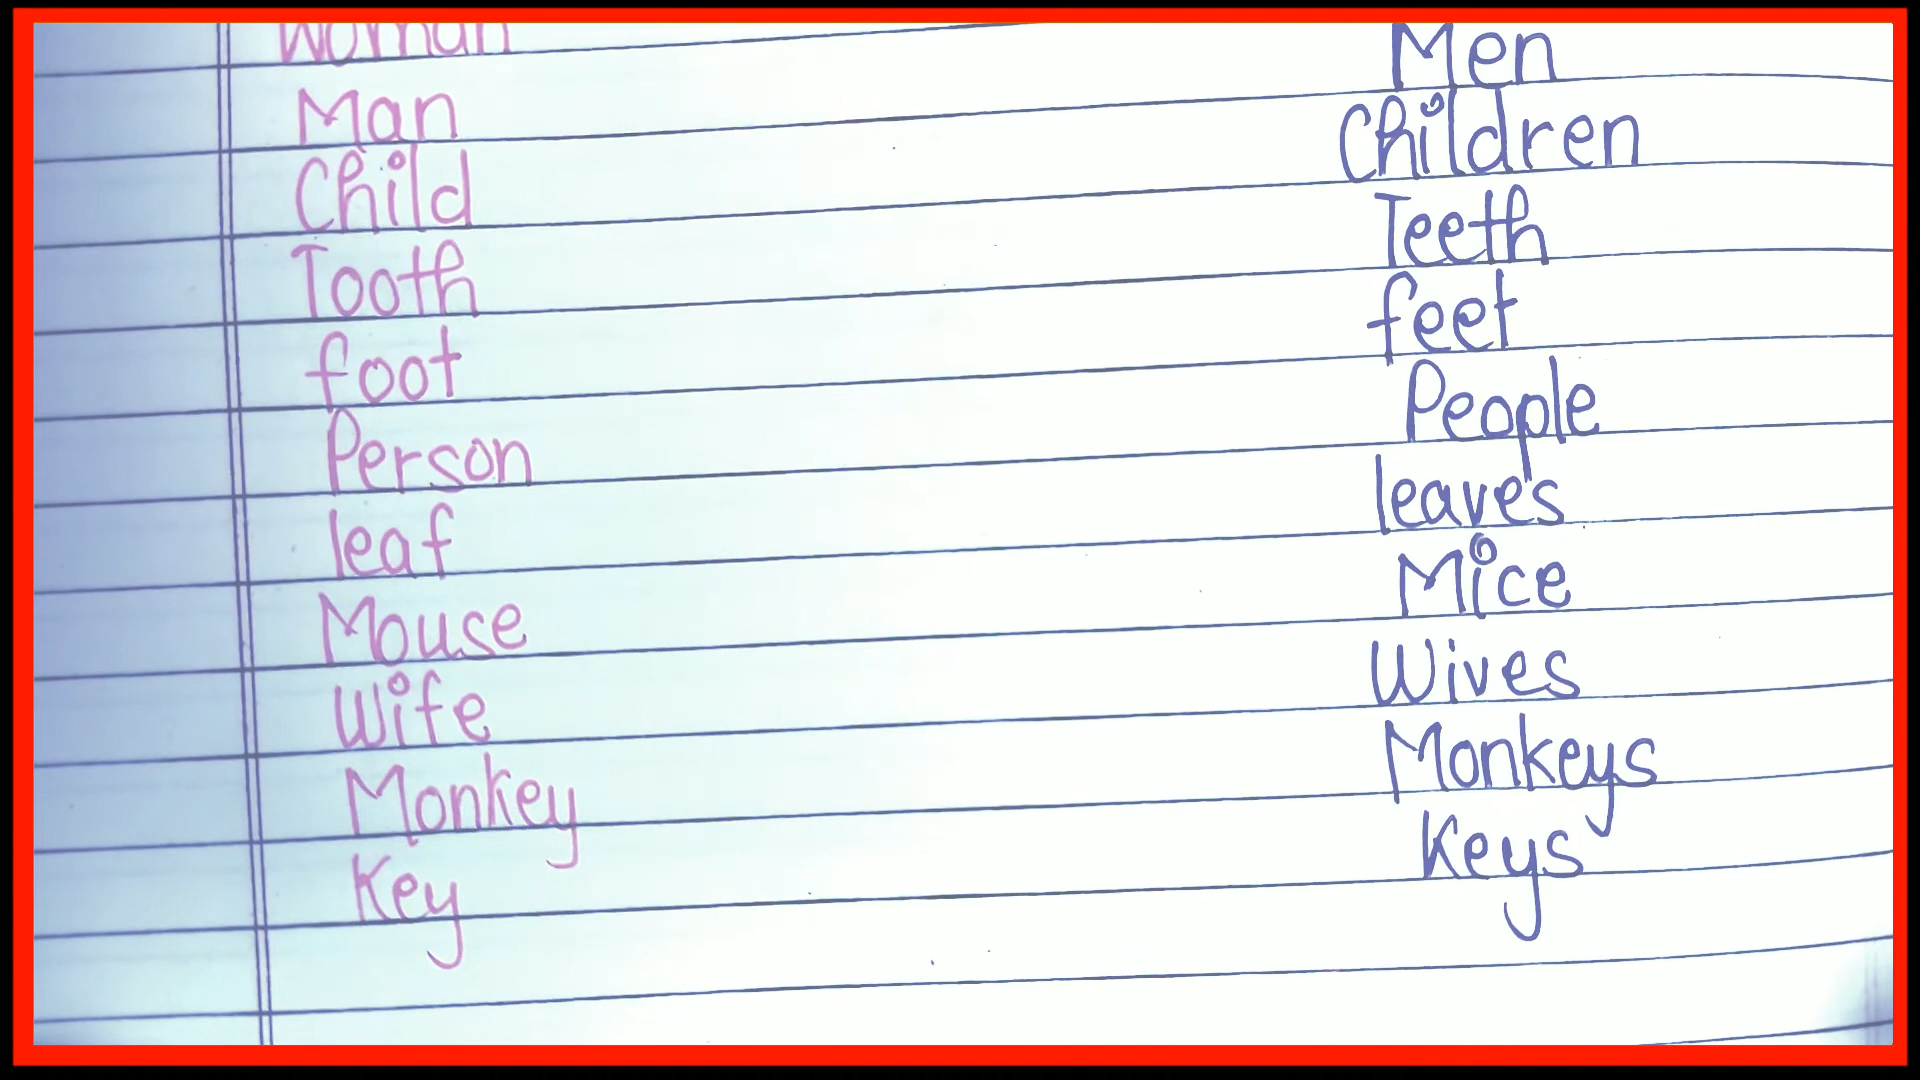 Woman
Man Men
Child Children
Tooth Teeth
foot feet
Person People
leaf leaves
Mouse Mice
Wife Wives
Monkey Monkeys
Key Keys